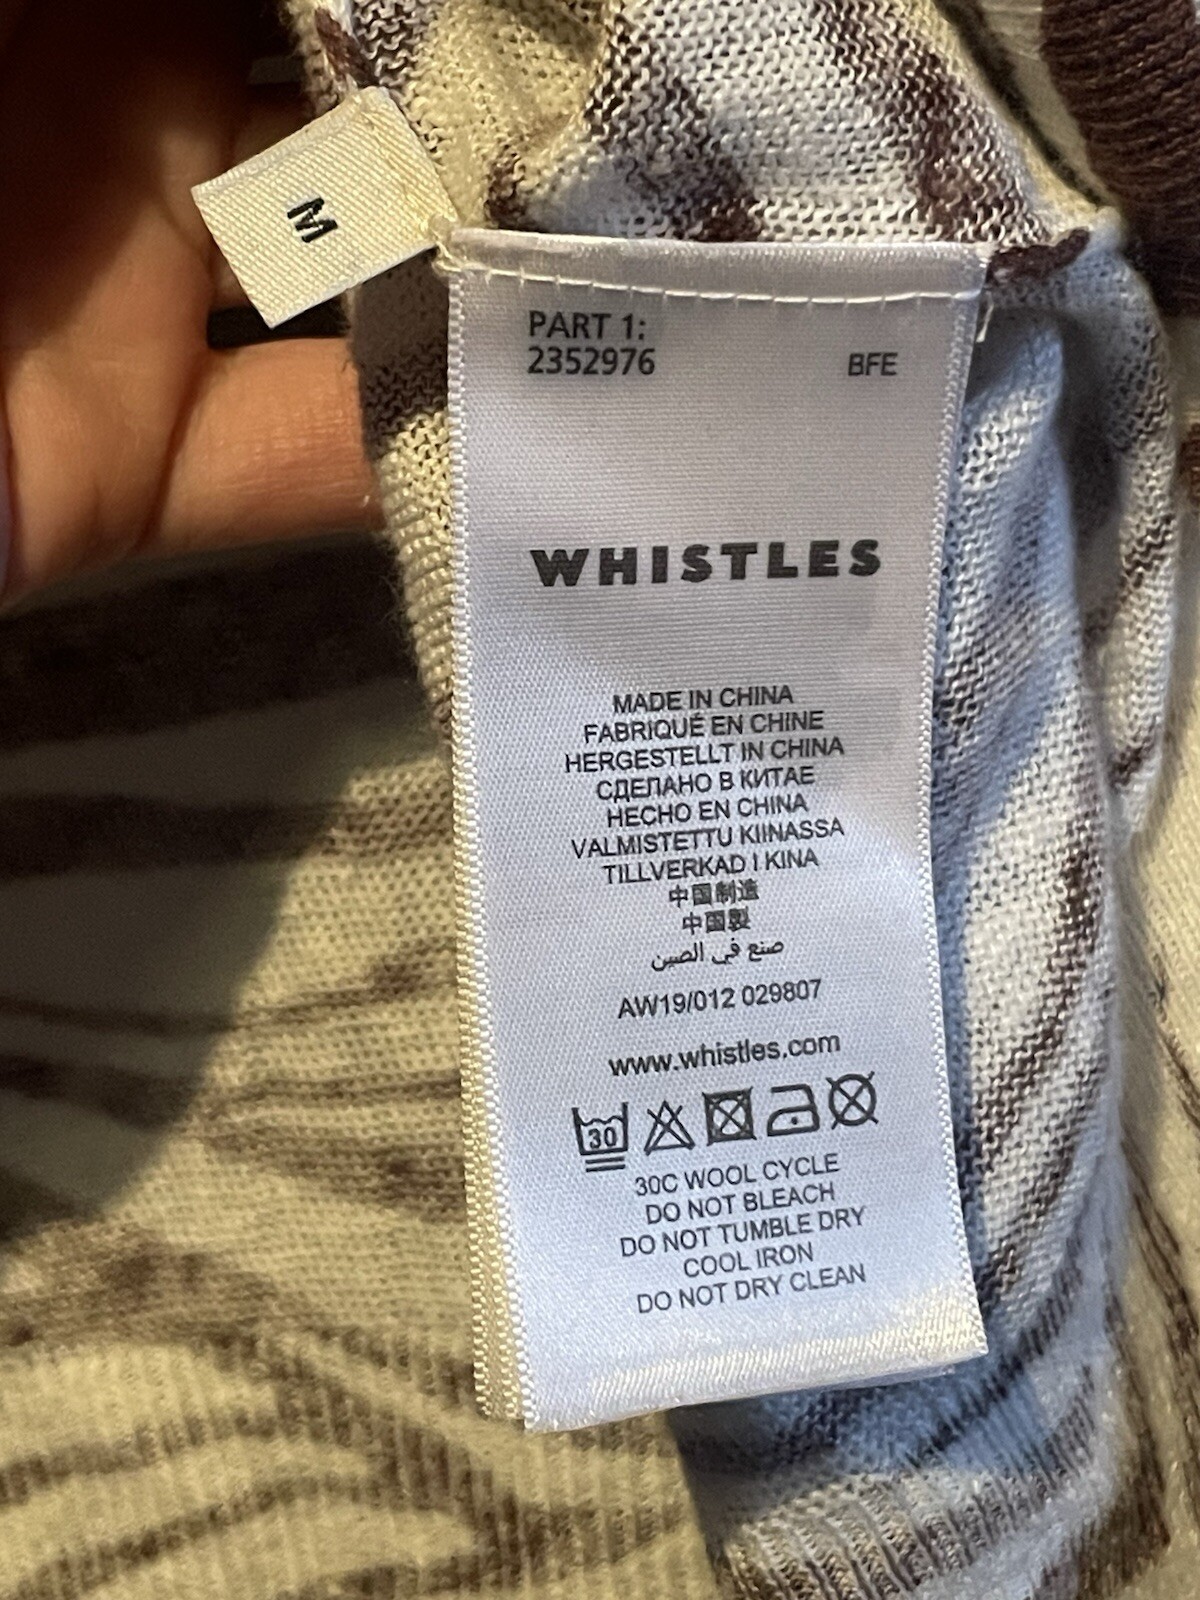 M
PART 1:
2352976
BFE
WHISTLES
MADE IN CHINA
FABRIQUÉ EN CHINE
HERGESTELLT IN CHINA
СДЕЛАНО В КИТАЕ
HECHO EN CHINA
VALMISTETTU KIINASSA
TILLVERKAD I KINA
中国制造
中国製
صنع في الصين
AW19/012 029807
www.whistles.com
30
30C WOOL CYCLE
DO NOT BLEACH
DO NOT TUMBLE DRY
COOL IRON
DO NOT DRY CLEAN